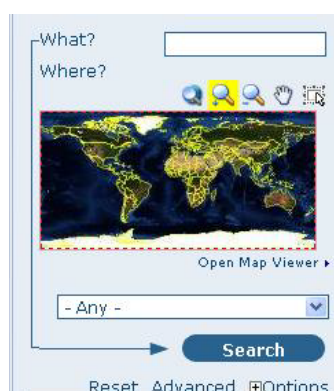 What?
Where?
Open Map Viewer
- Any -
Search
Reset Advanced Options